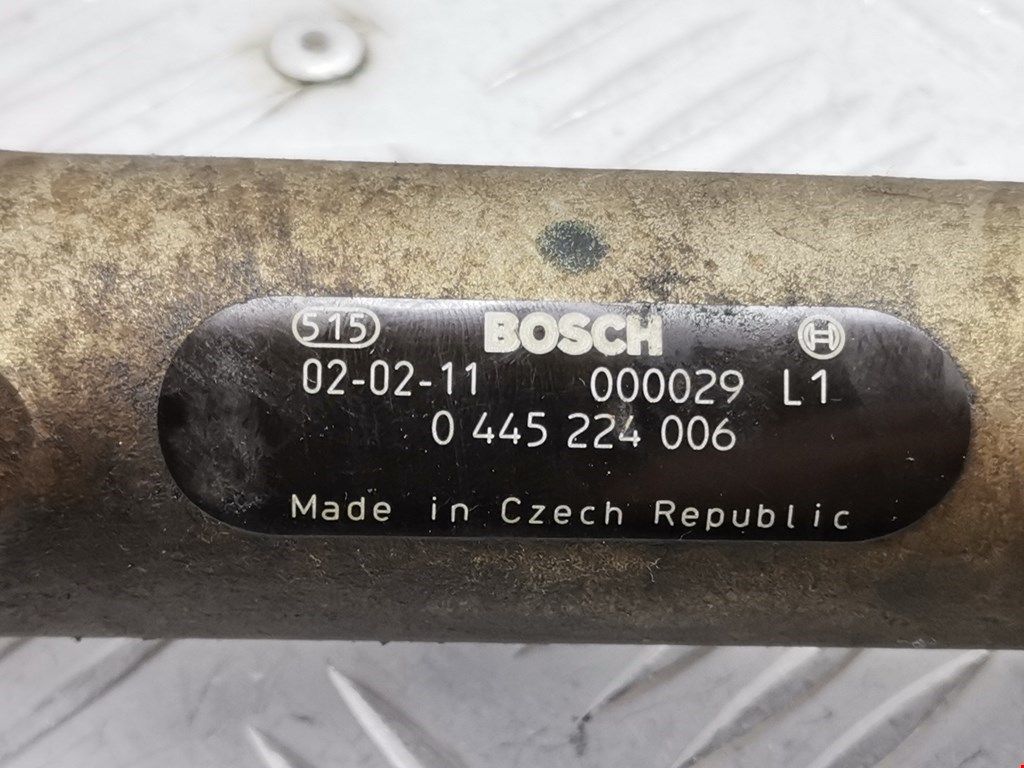 515 BOSCH
02-02-11 000029 L1
0 445 224 006
Made in Czech Republic